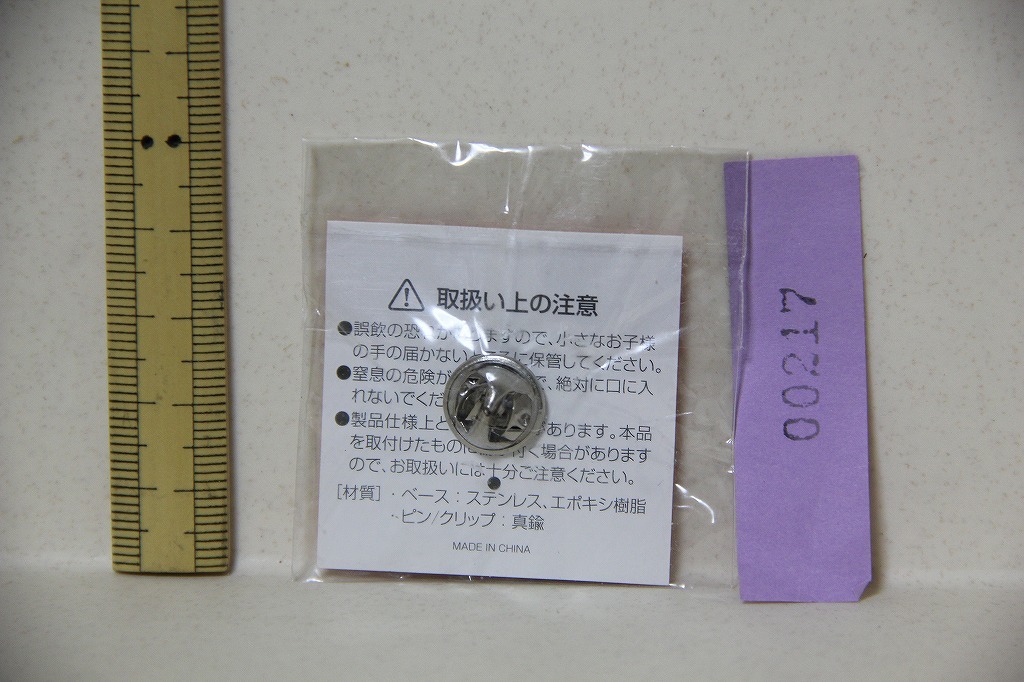 取扱い上の注意
●誤飲の恐 ますので、小さなお子様
の手の届かない に保管してください。
●窒息の危険が で、絶対に口に入
れないでくだ
●製品仕様上と があります。本品
を取付けたものに 付く場合があります
ので、お取扱いには十分ご注意ください。
[材質]・ベース：ステンレス、エポキシ樹脂
・ピン/クリップ：真鍮
MADE IN CHINA
00217